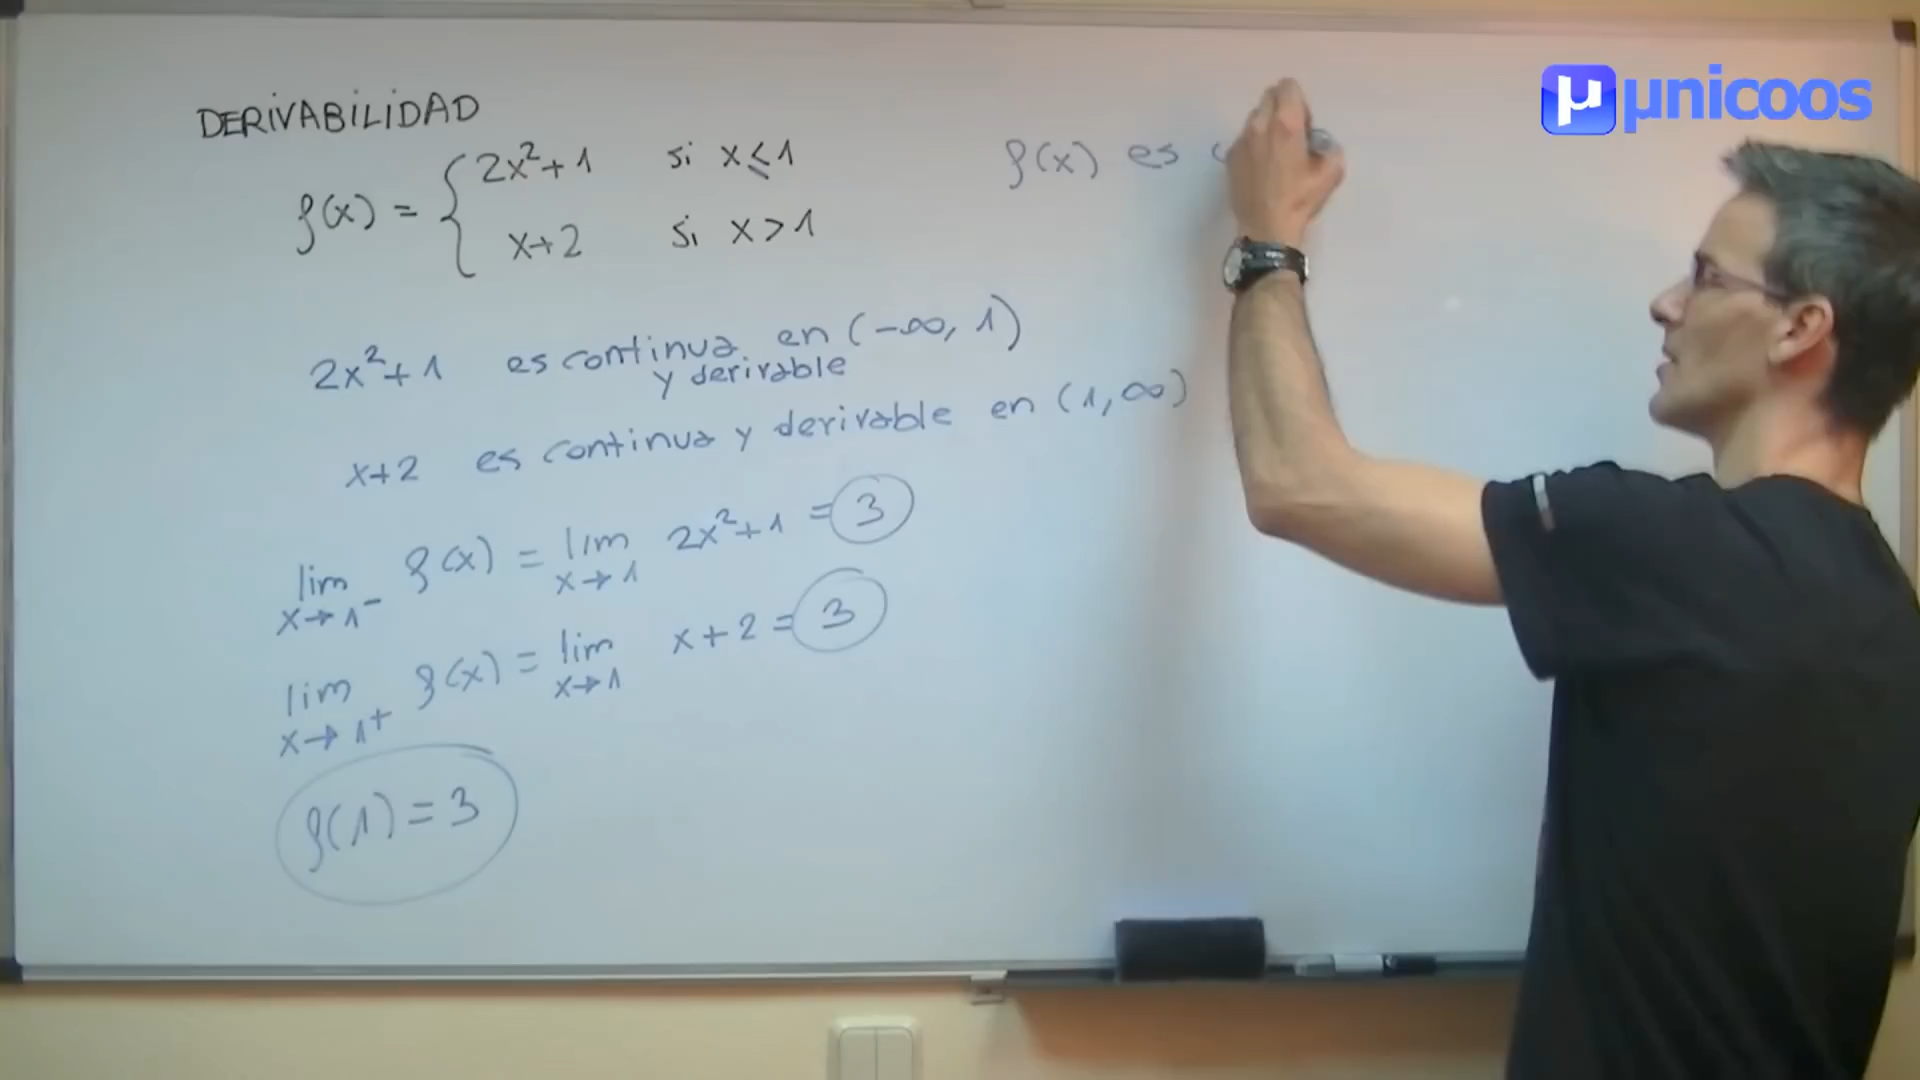 DERIVABILIDAD
f(x) = { 2x²+1 si x≤1
x+2 si x>1
2x²+1 es continua en (-∞, 1)
y derivable
x+2 es continua y derivable en (1, ∞)
lim x→1⁻ f(x) = lim x→1 2x²+1 = 3
lim x→1⁺ f(x) = lim x→1 x+2 = 3
f(1) = 3
f(x) es
μ μnicoos